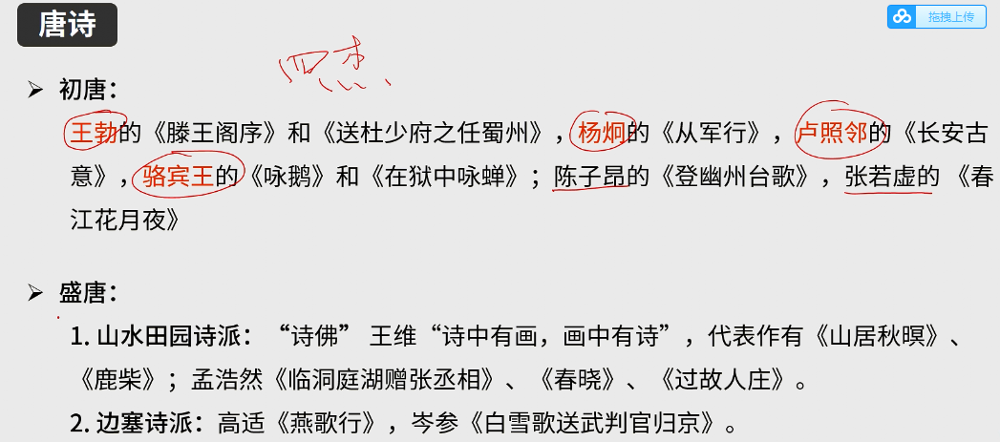 唐诗
拖拽上传
四杰
➢ 初唐：
王勃的《滕王阁序》和《送杜少府之任蜀州》，杨炯的《从军行》，卢照邻的《长安古
意》，骆宾王的《咏鹅》和《在狱中咏蝉》；陈子昂的《登幽州台歌》，张若虚的《春
江花月夜》
➢ 盛唐：
1. 山水田园诗派：“诗佛” 王维“诗中有画，画中有诗”，代表作有《山居秋暝》、
《鹿柴》；孟浩然《临洞庭湖赠张丞相》、《春晓》、《过故人庄》。
2. 边塞诗派：高适《燕歌行》，岑参《白雪歌送武判官归京》。